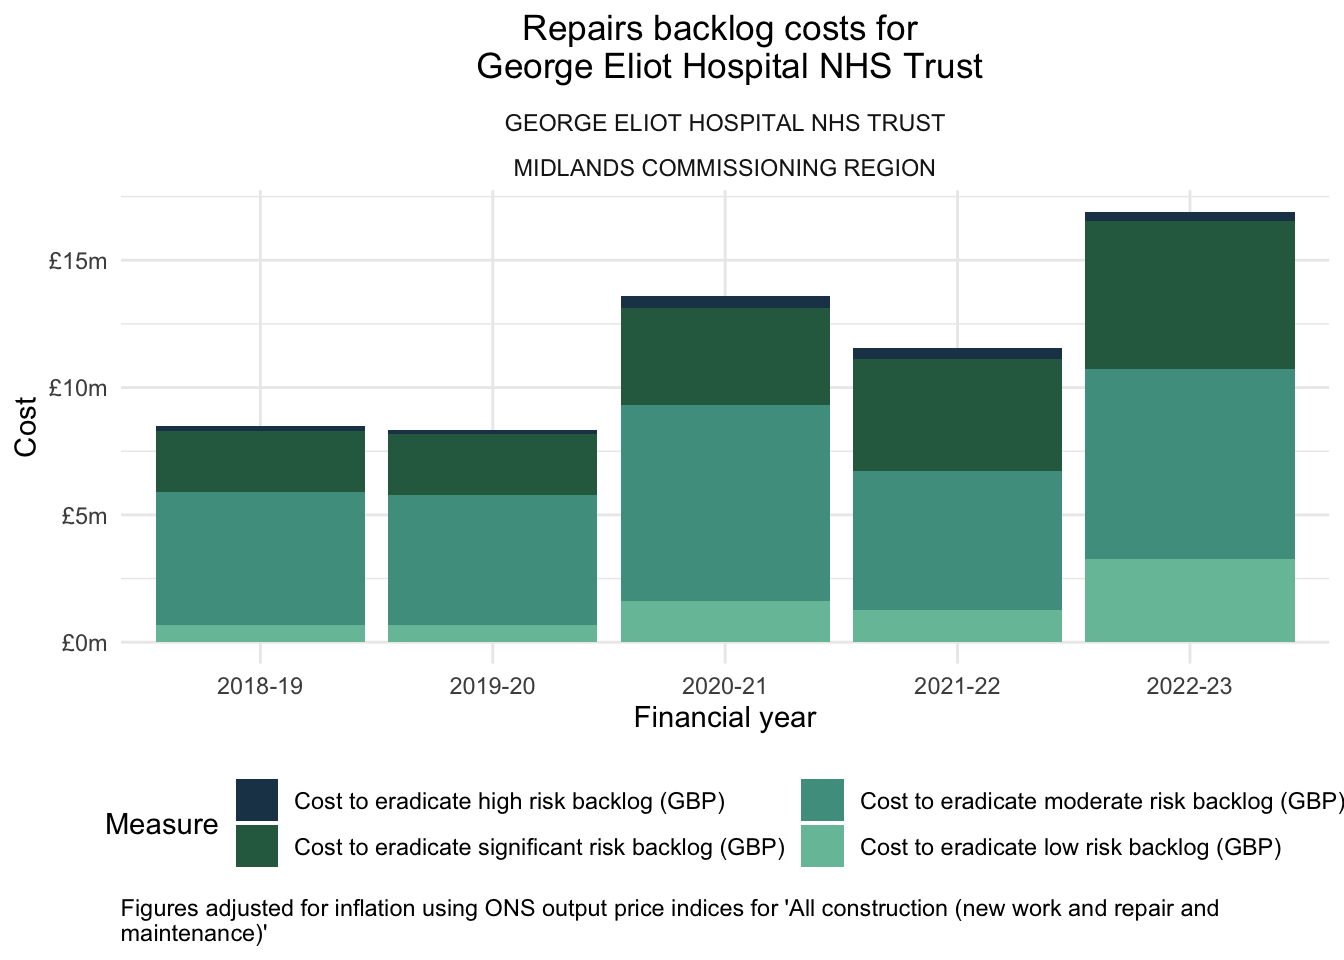 Repairs backlog costs for
George Eliot Hospital NHS Trust
GEORGE ELIOT HOSPITAL NHS TRUST
MIDLANDS COMMISSIONING REGION
£15m
£10m
£5m
£0m
Cost
2018-19 2019-20 2020-21 2021-22 2022-23
Financial year
Measure
Cost to eradicate high risk backlog (GBP)
Cost to eradicate significant risk backlog (GBP)
Cost to eradicate moderate risk backlog (GBP)
Cost to eradicate low risk backlog (GBP)
Figures adjusted for inflation using ONS output price indices for 'All construction (new work and repair and
maintenance)'